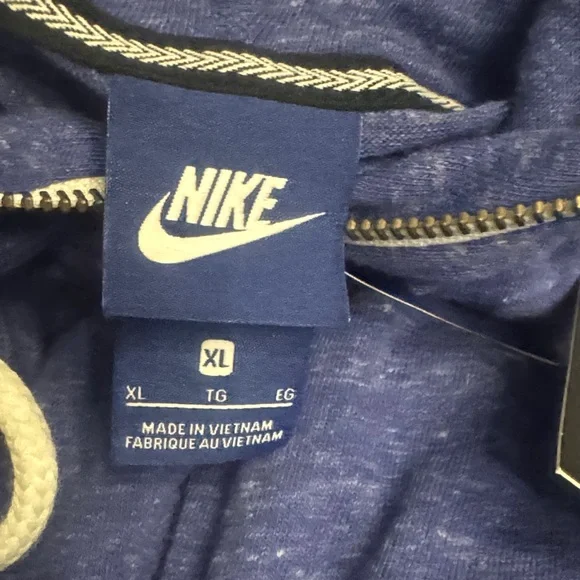 NIKE
XL
XL TG EG
MADE IN VIETNAM
FABRIQUE AU VIETNAM